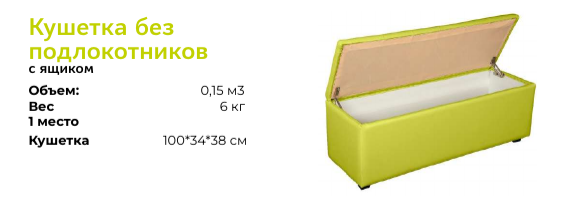 Кушетка без
подлокотников
с ящиком
Объем: 0,15 м3
Вес 6 кг
1 место
Кушетка 100*34*38 см